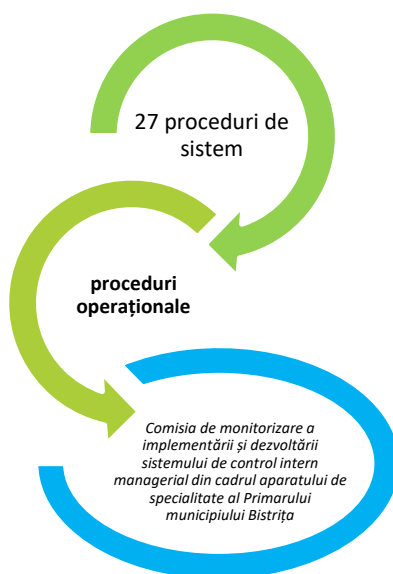 27 proceduri de
sistem
proceduri
operaționale
Comisia de monitorizare a
implementării și dezvoltării
sistemului de control intern
managerial din cadrul aparatului de
specialitate al Primarului
municipiului Bistrița